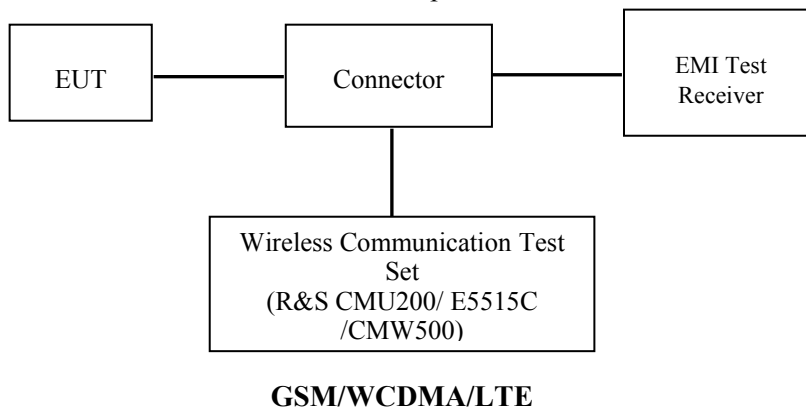 EUT
Connector
EMI Test
Receiver
Wireless Communication Test
Set
(R&S CMU200/ E5515C
/CMW500)
GSM/WCDMA/LTE